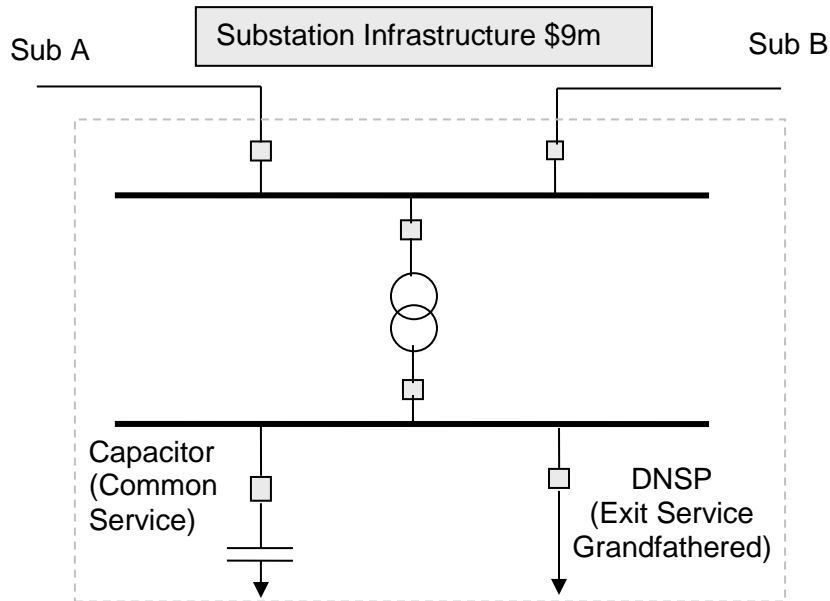 Substation Infrastructure $9m
Sub A
Sub B
Capacitor
(Common
Service)
DNSP
(Exit Service
Grandfathered)